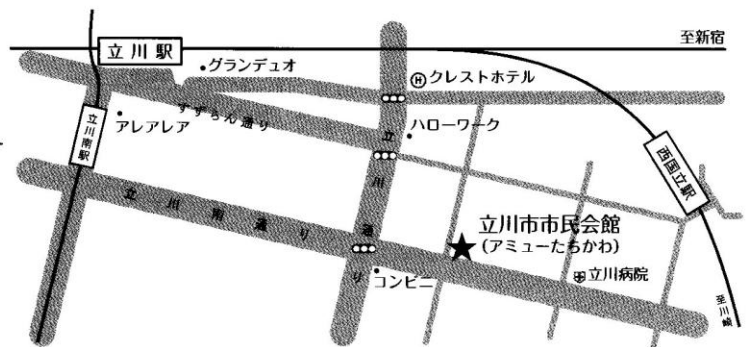 至新宿
立川駅
グランデュオ
H クレストホテル
アレアレア
すずらん通り
ハローワーク
立川南駅
西国立駅
立川通り
立川南通り
立川市市民会館
(アミューたちかわ)
コンビニ
立川病院
至川崎